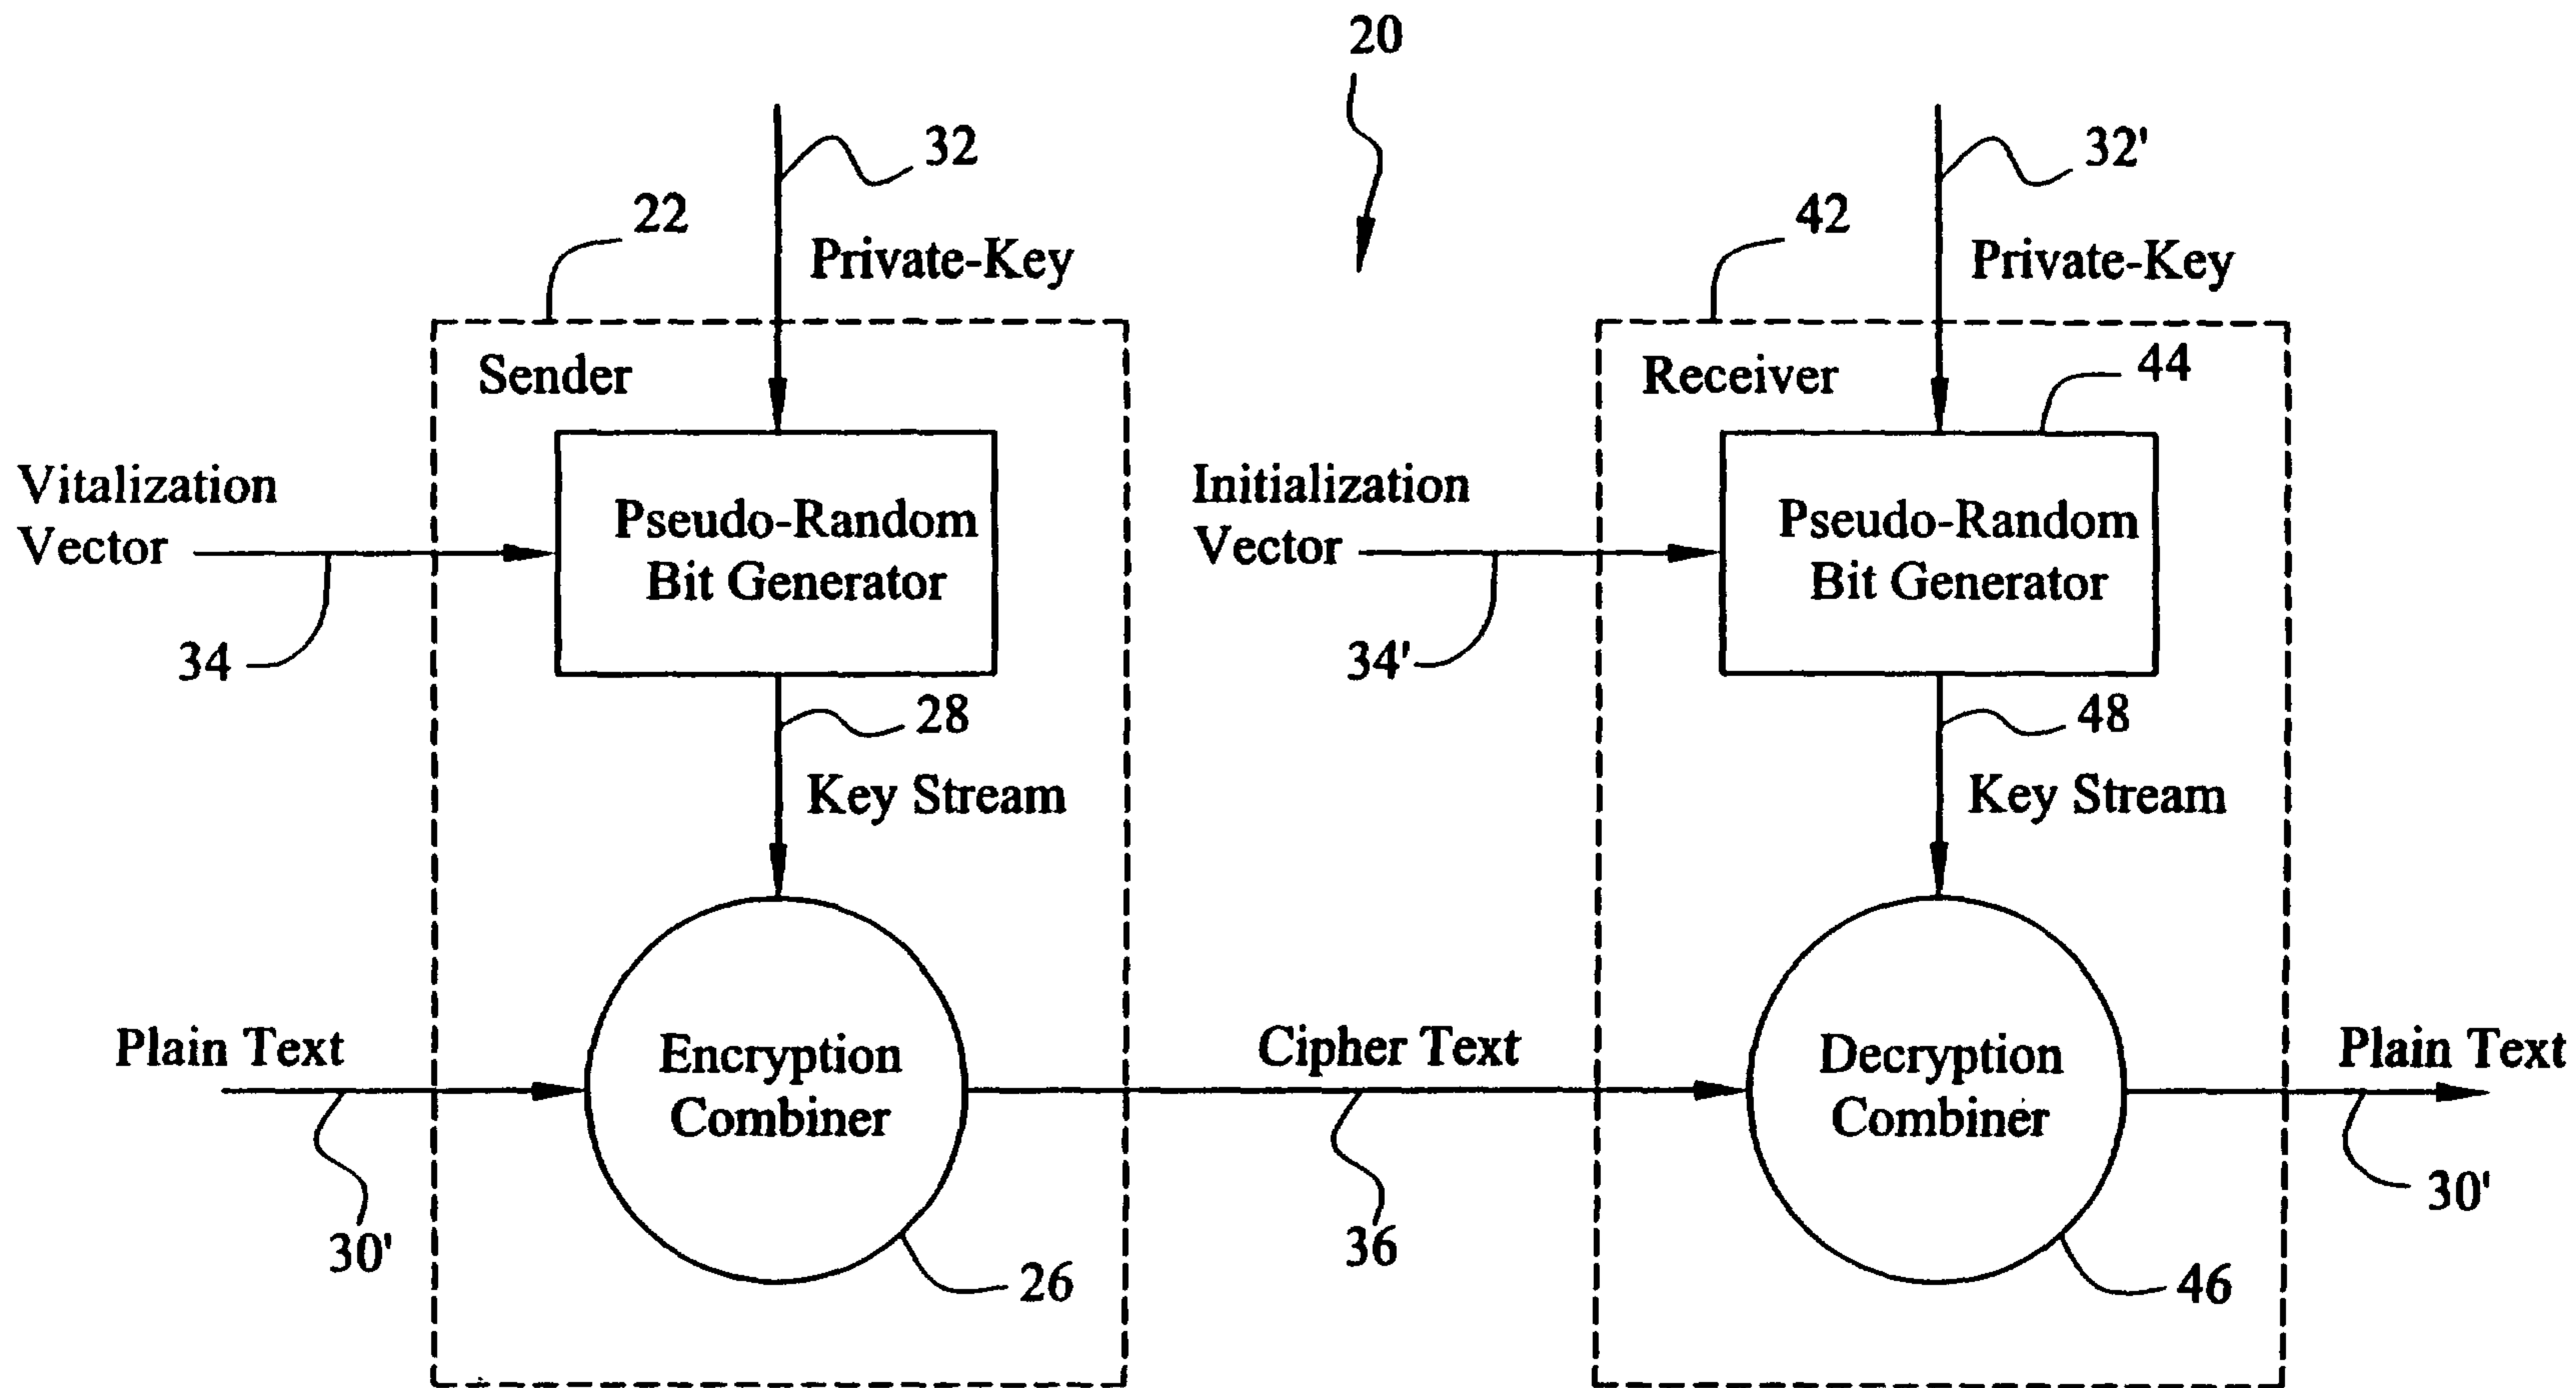 20
32
32'
22
42
Private-Key
Private-Key
Sender
Receiver
44
Vitalization
Vector
Initialization
Vector
Pseudo-Random
Bit Generator
Pseudo-Random
Bit Generator
34
34'
28
48
Key Stream
Key Stream
Plain Text
Encryption
Combiner
Cipher Text
Decryption
Combiner
Plain Text
30'
26
36
46
30'